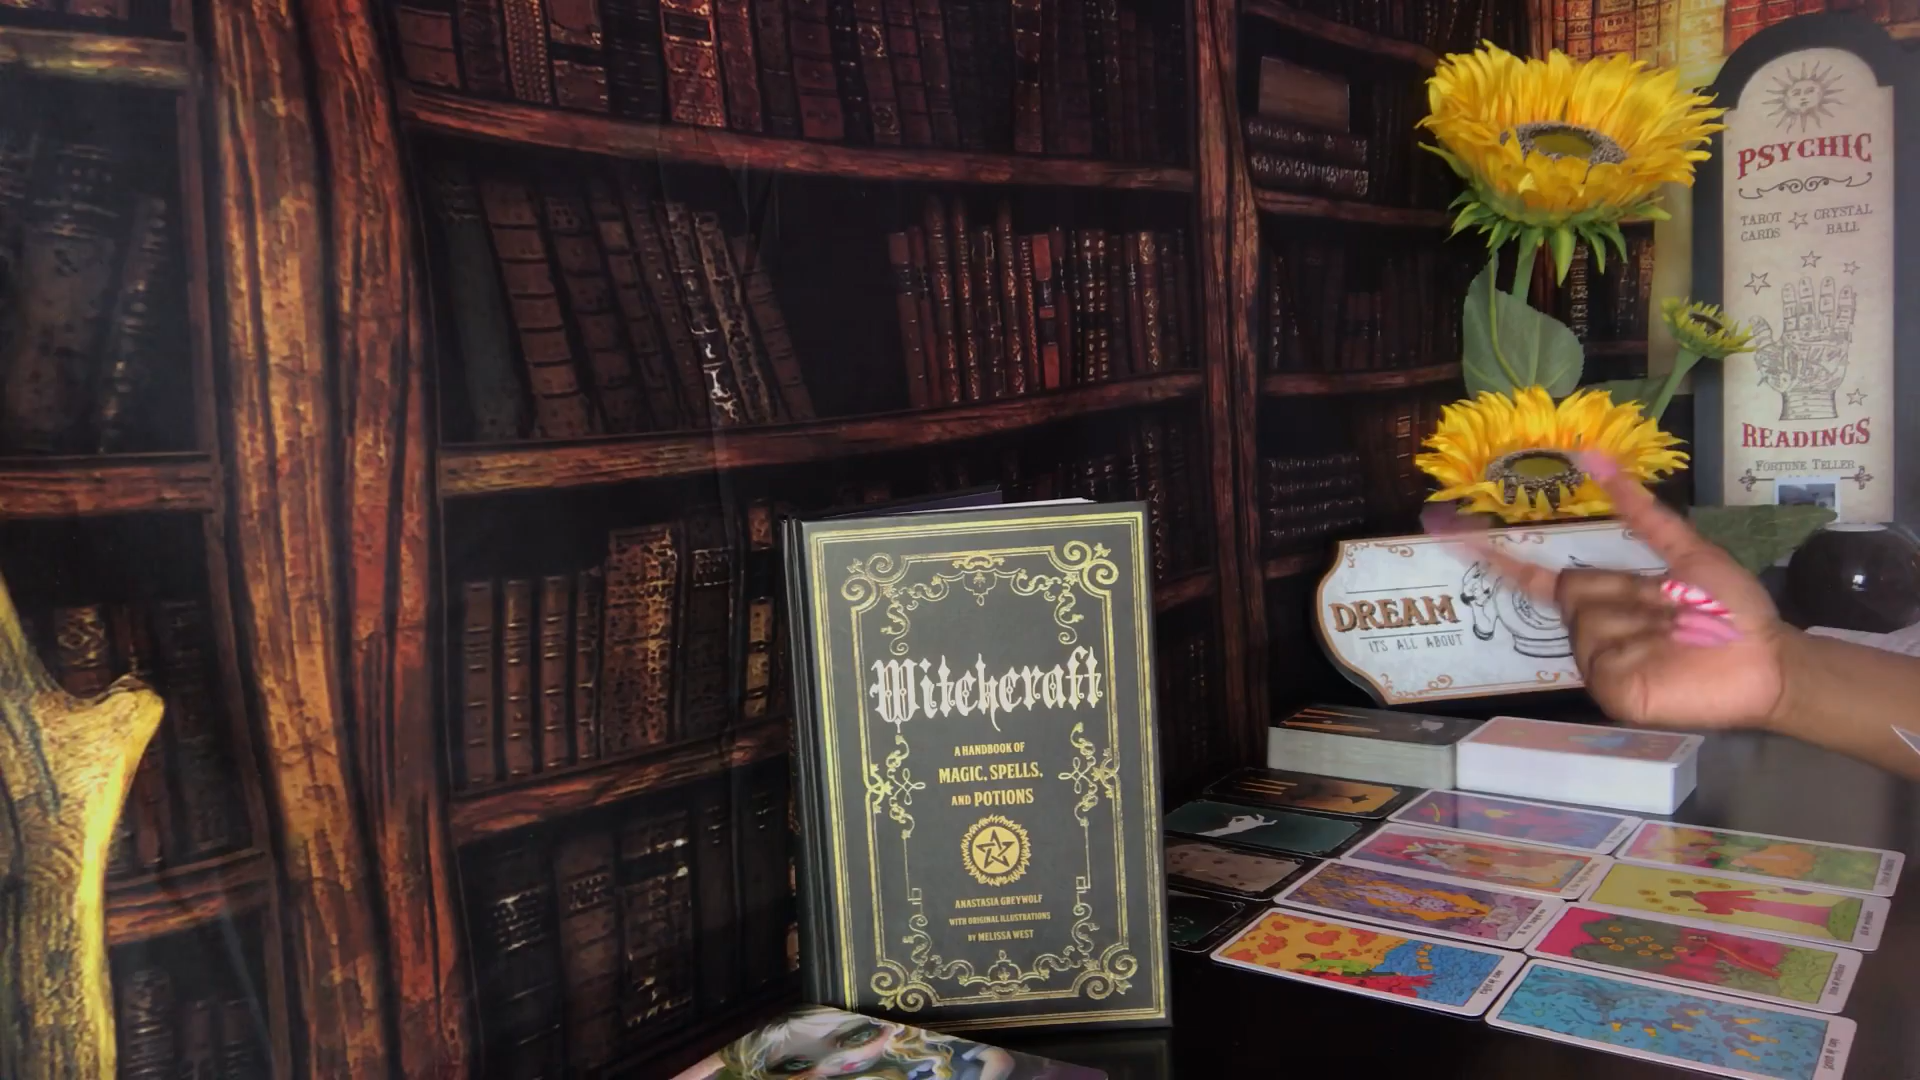 Witchcraft
A HANDBOOK OF
MAGIC, SPELLS,
AND POTIONS
ANASTASIA GREYWOLF
WITH ORIGINAL ILLUSTRATIONS
BY MELISSA WEST
PSYCHIC
TAROT CARDS
CRYSTAL BALL
READINGS
FORTUNE TELLER
DREAM
IT'S ALL ABOUT